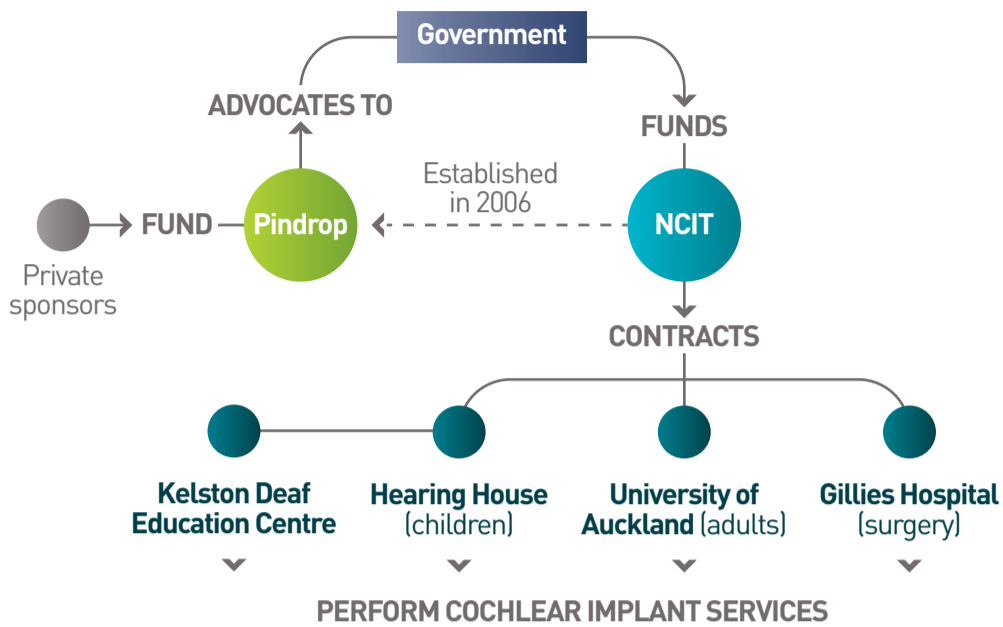 Government
ADVOCATES TO
FUNDS
Established
in 2006
FUND
Pindrop
NCIT
Private
sponsors
CONTRACTS
Kelston Deaf
Education Centre
Hearing House
(children)
University of
Auckland (adults)
Gillies Hospital
(surgery)
PERFORM COCHLEAR IMPLANT SERVICES